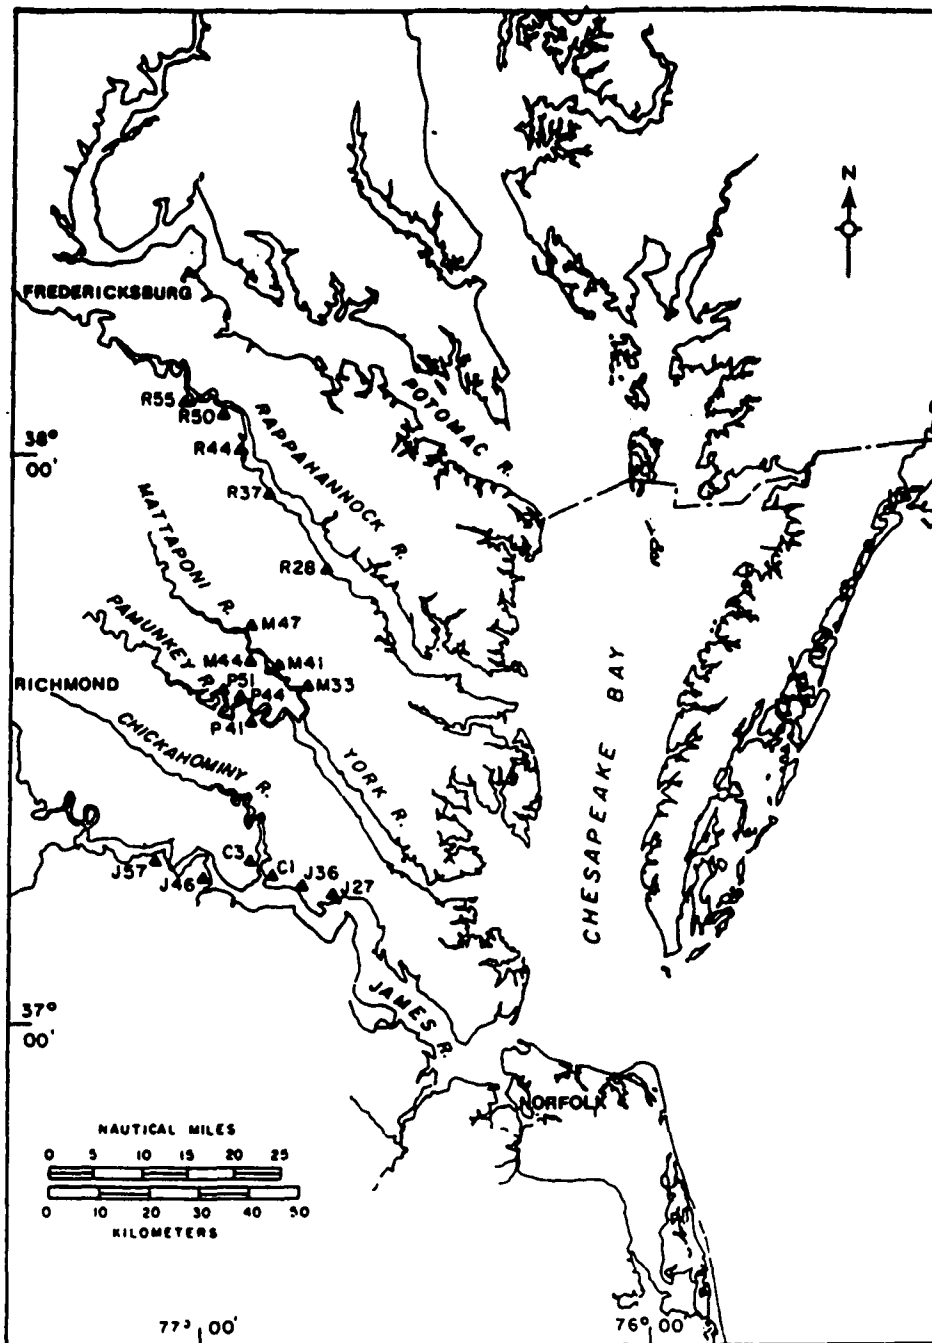 N
FREDERICKSBURG
POTOMAC R.
R55
R50
RAPPAHANNOCK R.
R44
38°
00'
R37
MATTAPONI R.
R28
M47
PAMUNKEY R.
M44
M41
P51
P44
M33
RICHMOND
P41
CHICKAHOMINY R.
YORK R.
CHESAPEAKE BAY
C3
C1
J57
J46
J36
J27
JAMES R.
37°
00'
NORFOLK
NAUTICAL MILES
0 5 10 15 20 25
0 10 20 30 40 50
KILOMETERS
77° 00'
76° 00'